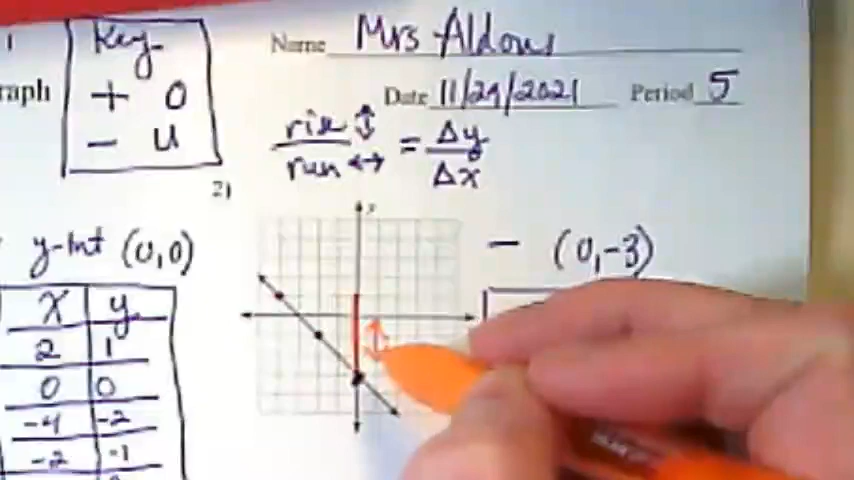 1
Key
+ O
- U
raph
Name Mrs Aldous
Date 11/29/2021 Period 5
rise ↕ = Δy
run ↔ Δx
2)
y-Int (0,0)
x y
2 1
0 0
-4 -2
-2 -1
- (0,-3)